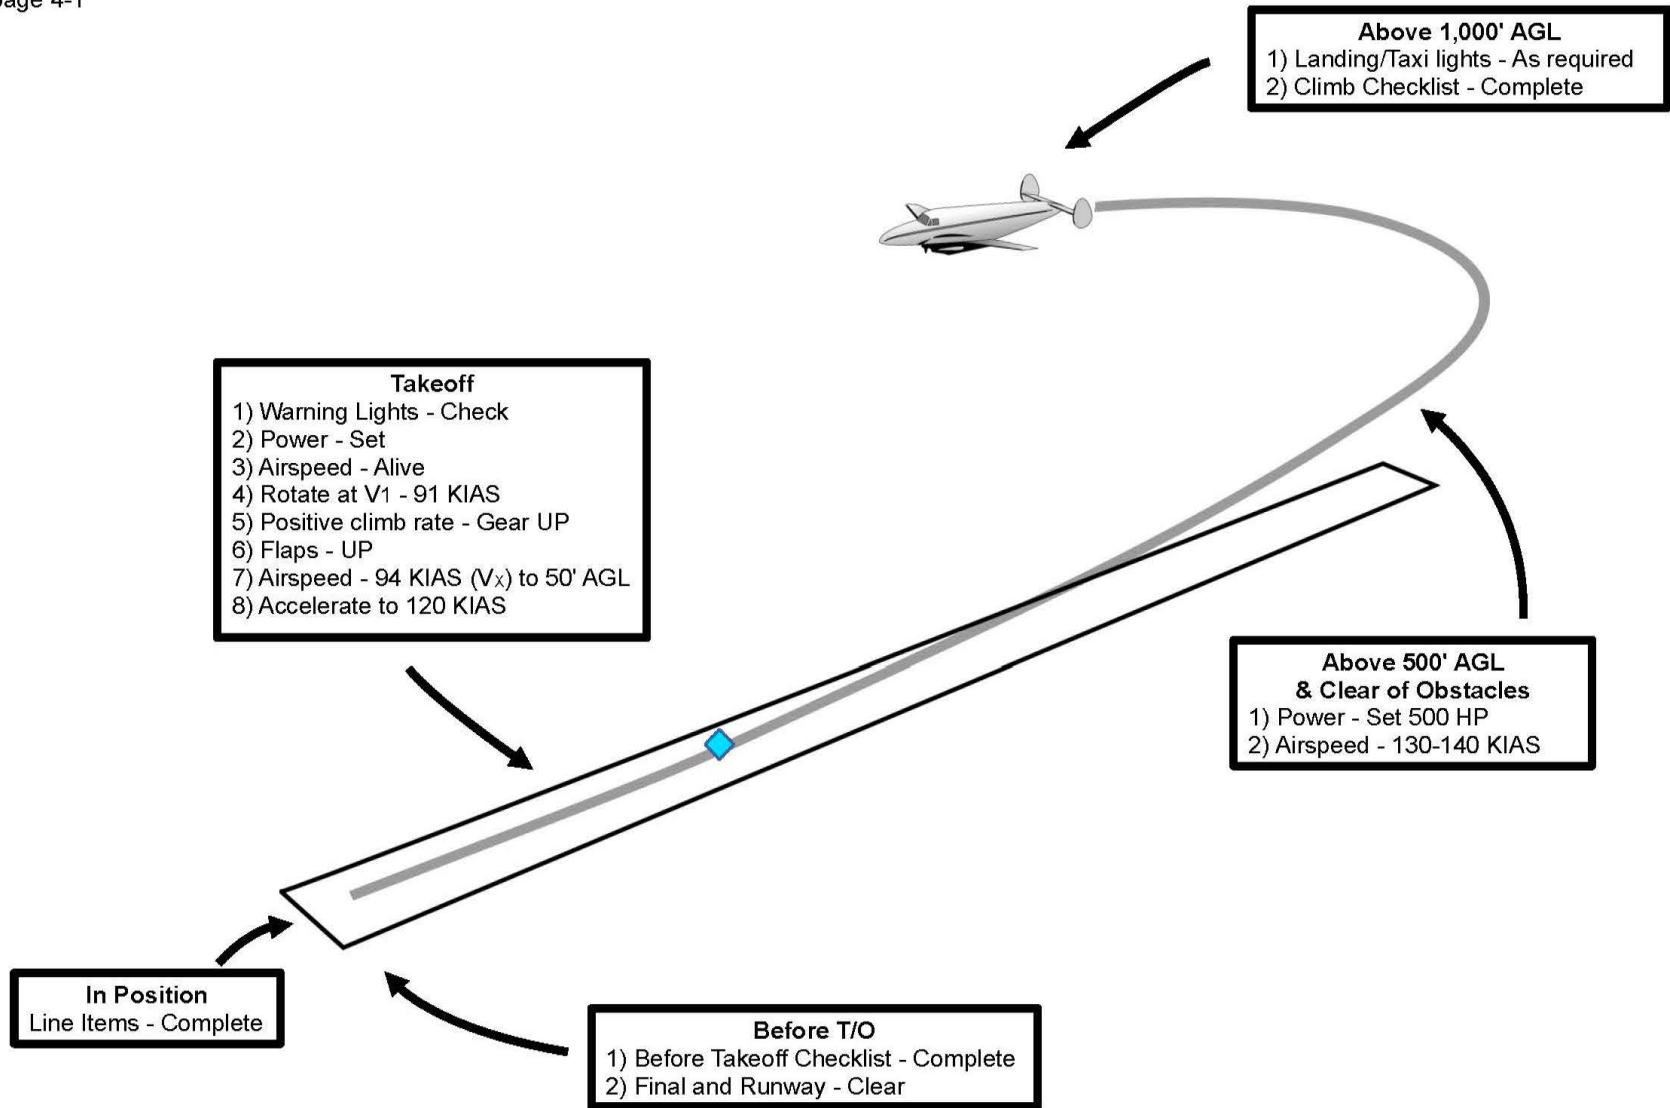 page 4-1
Above 1,000' AGL
1) Landing/Taxi lights - As required
2) Climb Checklist - Complete
Takeoff
1) Warning Lights - Check
2) Power - Set
3) Airspeed - Alive
4) Rotate at V1 - 91 KIAS
5) Positive climb rate - Gear UP
6) Flaps - UP
7) Airspeed - 94 KIAS (VX) to 50' AGL
8) Accelerate to 120 KIAS
Above 500' AGL
& Clear of Obstacles
1) Power - Set 500 HP
2) Airspeed - 130-140 KIAS
In Position
Line Items - Complete
Before T/O
1) Before Takeoff Checklist - Complete
2) Final and Runway - Clear